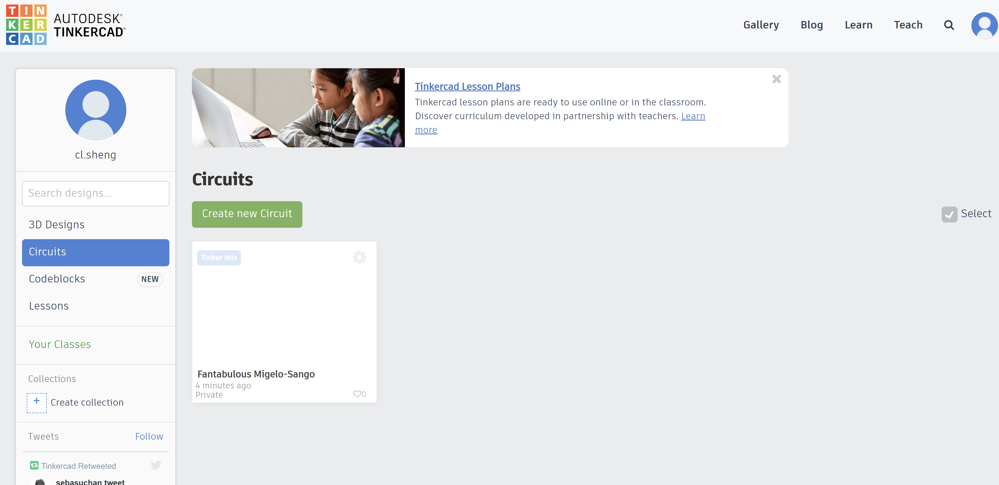 TIN
KER
CAD
AUTODESK®
TINKERCAD®
Gallery
Blog
Learn
Teach
cl.sheng
Search designs...
3D Designs
Circuits
Codeblocks
NEW
Lessons
Your Classes
Collections
+ Create collection
Tweets
Follow
Tinkercad Retweeted
sebasuchan tweet
Tinkercad Lesson Plans
Tinkercad lesson plans are ready to use online or in the classroom.
Discover curriculum developed in partnership with teachers. Learn
more
Circuits
Create new Circuit
Select
Tinker this
Fantabulous Migelo-Sango
4 minutes ago
Private
0